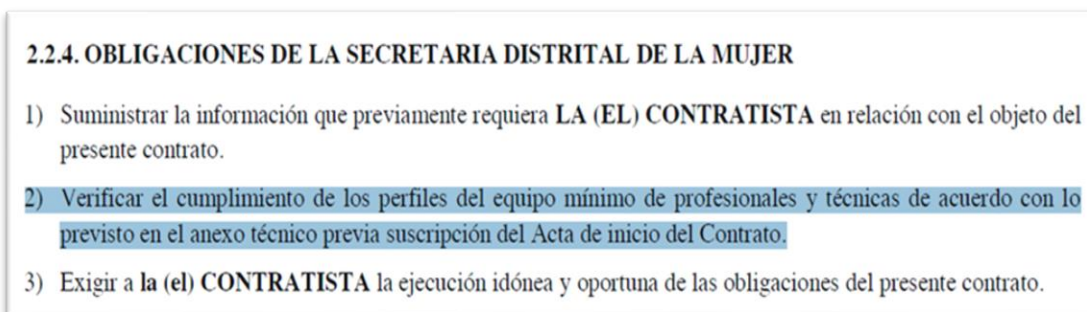 2.2.4. OBLIGACIONES DE LA SECRETARIA DISTRITAL DE LA MUJER
1) Suministrar la información que previamente requiera LA (EL) CONTRATISTA en relación con el objeto del
presente contrato.
2) Verificar el cumplimiento de los perfiles del equipo mínimo de profesionales y técnicas de acuerdo con lo
previsto en el anexo técnico previa suscripción del Acta de inicio del Contrato.
3) Exigir a la (el) CONTRATISTA la ejecución idónea y oportuna de las obligaciones del presente contrato.